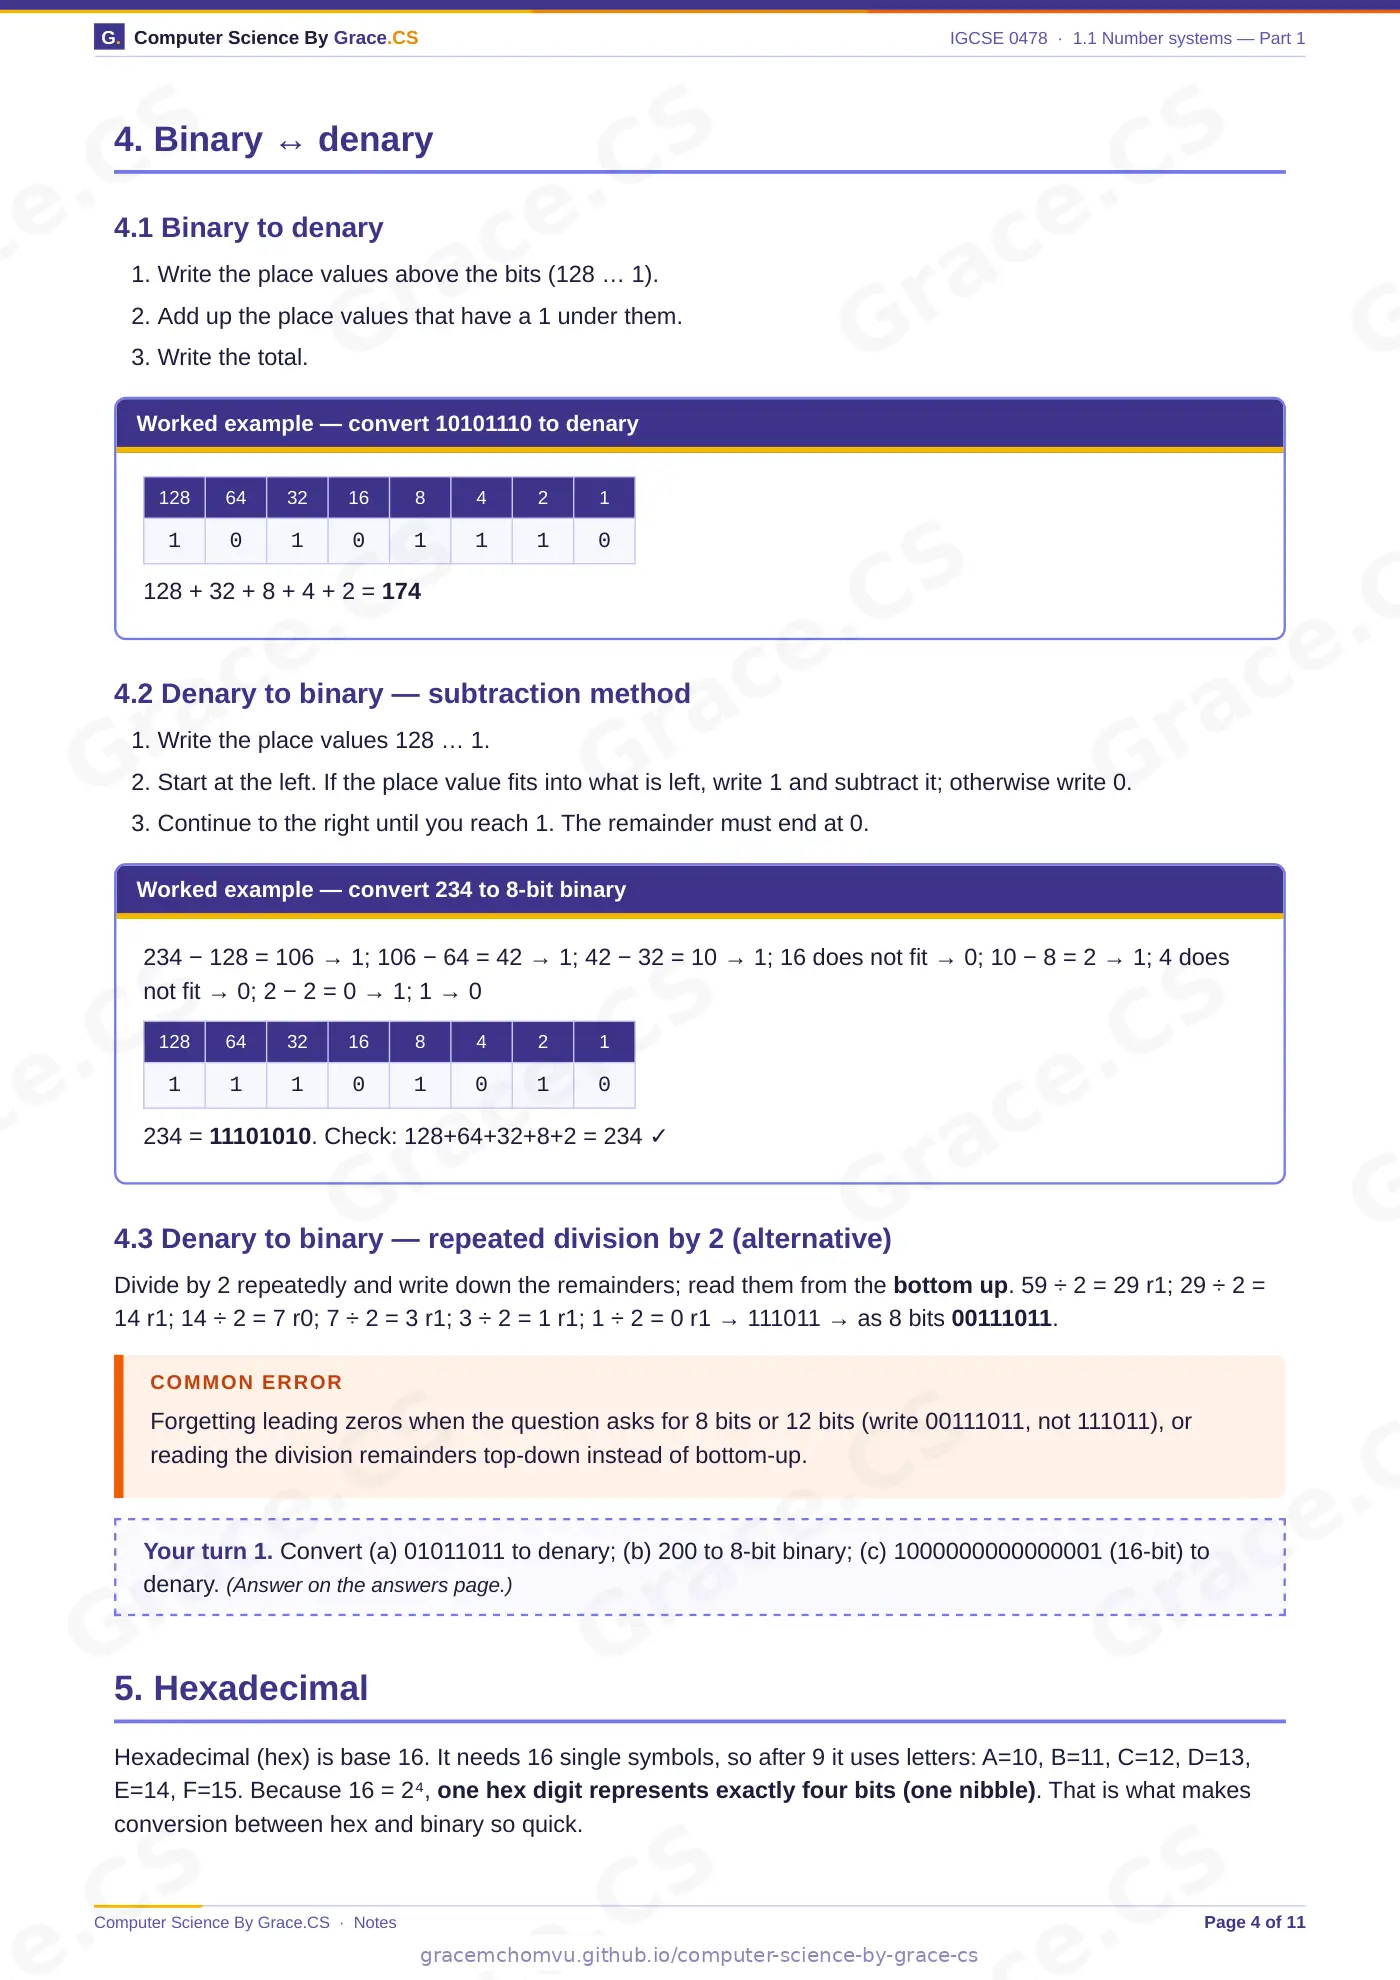 G. Computer Science By Grace.CS
IGCSE 0478 · 1.1 Number systems — Part 1
4. Binary ↔ denary
4.1 Binary to denary
1. Write the place values above the bits (128 … 1).
2. Add up the place values that have a 1 under them.
3. Write the total.
Worked example — convert 10101110 to denary
128 64 32 16 8 4 2 1
1 0 1 0 1 1 1 0
128 + 32 + 8 + 4 + 2 = 174
4.2 Denary to binary — subtraction method
1. Write the place values 128 … 1.
2. Start at the left. If the place value fits into what is left, write 1 and subtract it; otherwise write 0.
3. Continue to the right until you reach 1. The remainder must end at 0.
Worked example — convert 234 to 8-bit binary
234 − 128 = 106 → 1; 106 − 64 = 42 → 1; 42 − 32 = 10 → 1; 16 does not fit → 0; 10 − 8 = 2 → 1; 4 does
not fit → 0; 2 − 2 = 0 → 1; 1 → 0
128 64 32 16 8 4 2 1
1 1 1 0 1 0 1 0
234 = 11101010. Check: 128+64+32+8+2 = 234 ✓
4.3 Denary to binary — repeated division by 2 (alternative)
Divide by 2 repeatedly and write down the remainders; read them from the bottom up. 59 ÷ 2 = 29 r1; 29 ÷ 2 =
14 r1; 14 ÷ 2 = 7 r0; 7 ÷ 2 = 3 r1; 3 ÷ 2 = 1 r1; 1 ÷ 2 = 0 r1 → 111011 → as 8 bits 00111011.
COMMON ERROR
Forgetting leading zeros when the question asks for 8 bits or 12 bits (write 00111011, not 111011), or
reading the division remainders top-down instead of bottom-up.
Your turn 1. Convert (a) 01011011 to denary; (b) 200 to 8-bit binary; (c) 1000000000000001 (16-bit) to
denary. (Answer on the answers page.)
5. Hexadecimal
Hexadecimal (hex) is base 16. It needs 16 single symbols, so after 9 it uses letters: A=10, B=11, C=12, D=13,
E=14, F=15. Because 16 = 2⁴, one hex digit represents exactly four bits (one nibble). That is what makes
conversion between hex and binary so quick.
Computer Science By Grace.CS · Notes
Page 4 of 11
gracemchomvu.github.io/computer-science-by-grace-cs